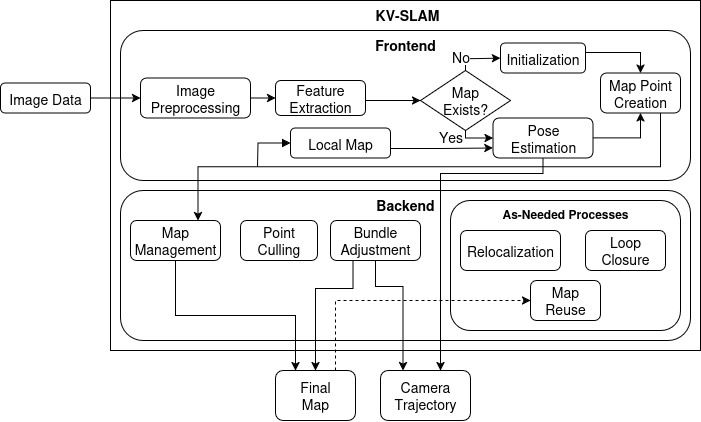 KV-SLAM
Frontend
Image Data
Image
Preprocessing
Feature
Extraction
Map
Exists?
No
Initialization
Map Point
Creation
Yes
Pose
Estimation
Local Map
Backend
Map
Management
Point
Culling
Bundle
Adjustment
As-Needed Processes
Relocalization
Loop
Closure
Map
Reuse
Final
Map
Camera
Trajectory